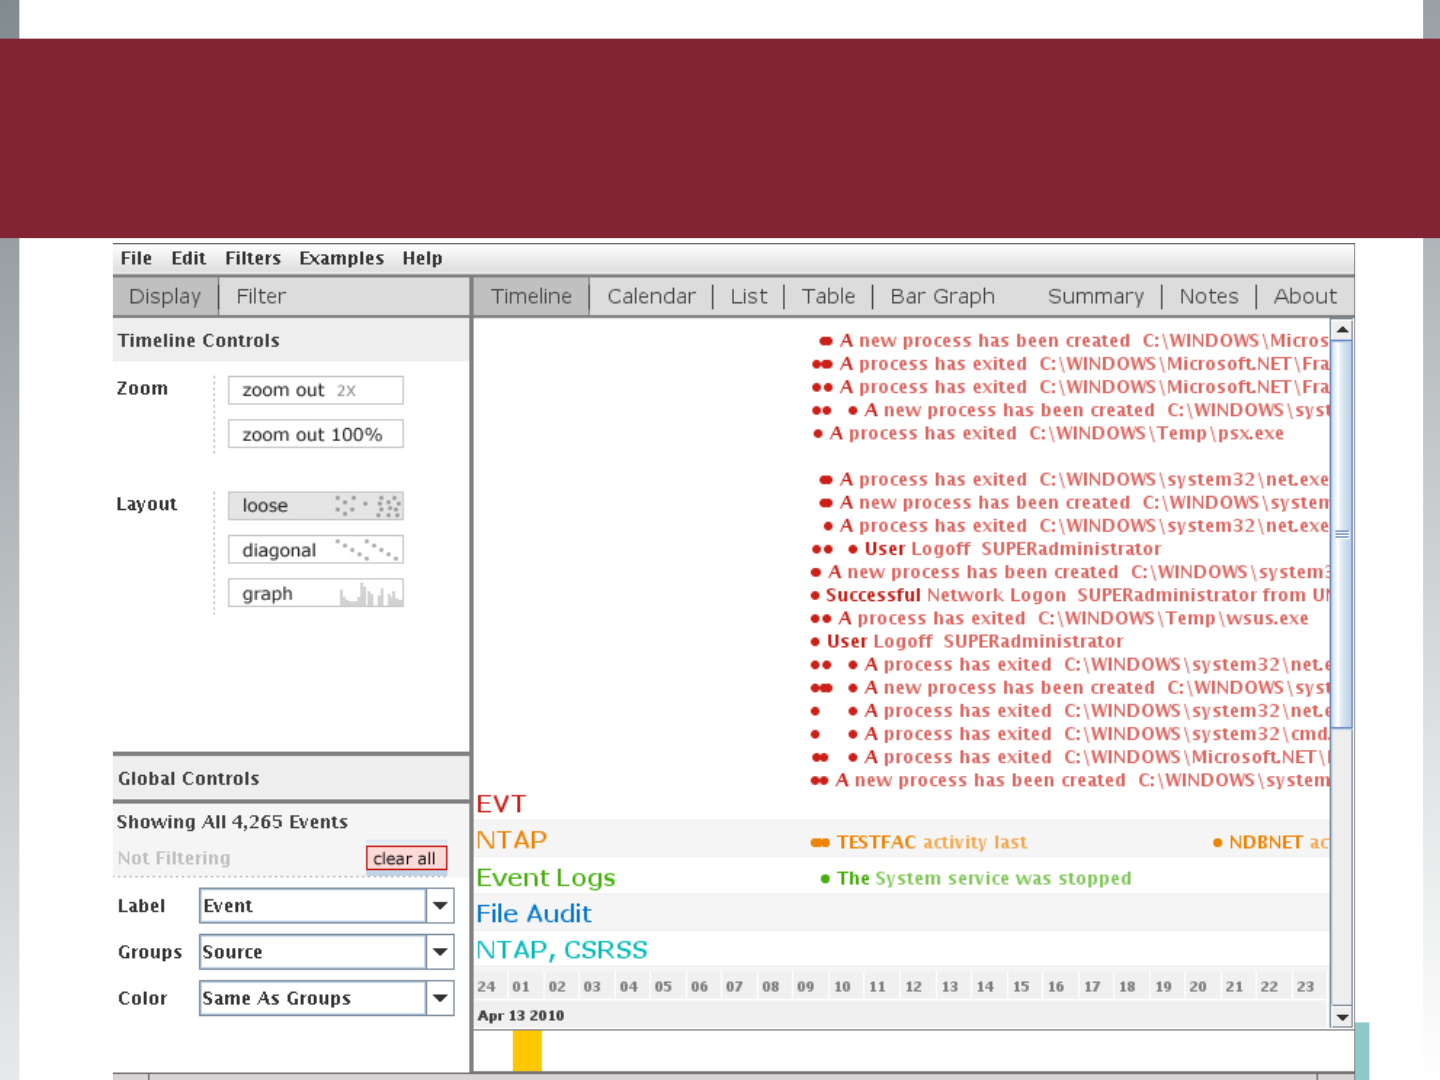 File Edit Filters Examples Help
Display Filter Timeline Calendar List Table Bar Graph Summary Notes About
Timeline Controls
Zoom
zoom out 2X
zoom out 100%
Layout
loose
diagonal
graph
Global Controls
Showing All 4,265 Events
Not Filtering clear all
Label Event
Groups Source
Color Same As Groups
A new process has been created C:\WINDOWS\Micros
A process has exited C:\WINDOWS\Microsoft.NET\Fra
A process has exited C:\WINDOWS\Microsoft.NET\Fra
A new process has been created C:\WINDOWS\syst
A process has exited C:\WINDOWS\Temp\psx.exe
A process has exited C:\WINDOWS\system32\net.exe
A new process has been created C:\WINDOWS\system
A process has exited C:\WINDOWS\system32\net.exe
User Logoff SUPERadministrator
A new process has been created C:\WINDOWS\system3
Successful Network Logon SUPERadministrator from UN
A process has exited C:\WINDOWS\Temp\wsus.exe
User Logoff SUPERadministrator
A process has exited C:\WINDOWS\system32\net.e
A new process has been created C:\WINDOWS\syst
A process has exited C:\WINDOWS\system32\net.e
A process has exited C:\WINDOWS\system32\cmd.
A process has exited C:\WINDOWS\Microsoft.NET\
A new process has been created C:\WINDOWS\system
EVT
NTAP TESTFAC activity last NDBNET ac
Event Logs The System service was stopped
File Audit
NTAP, CSRSS
24 01 02 03 04 05 06 07 08 09 10 11 12 13 14 15 16 17 18 19 20 21 22 23
Apr 13 2010